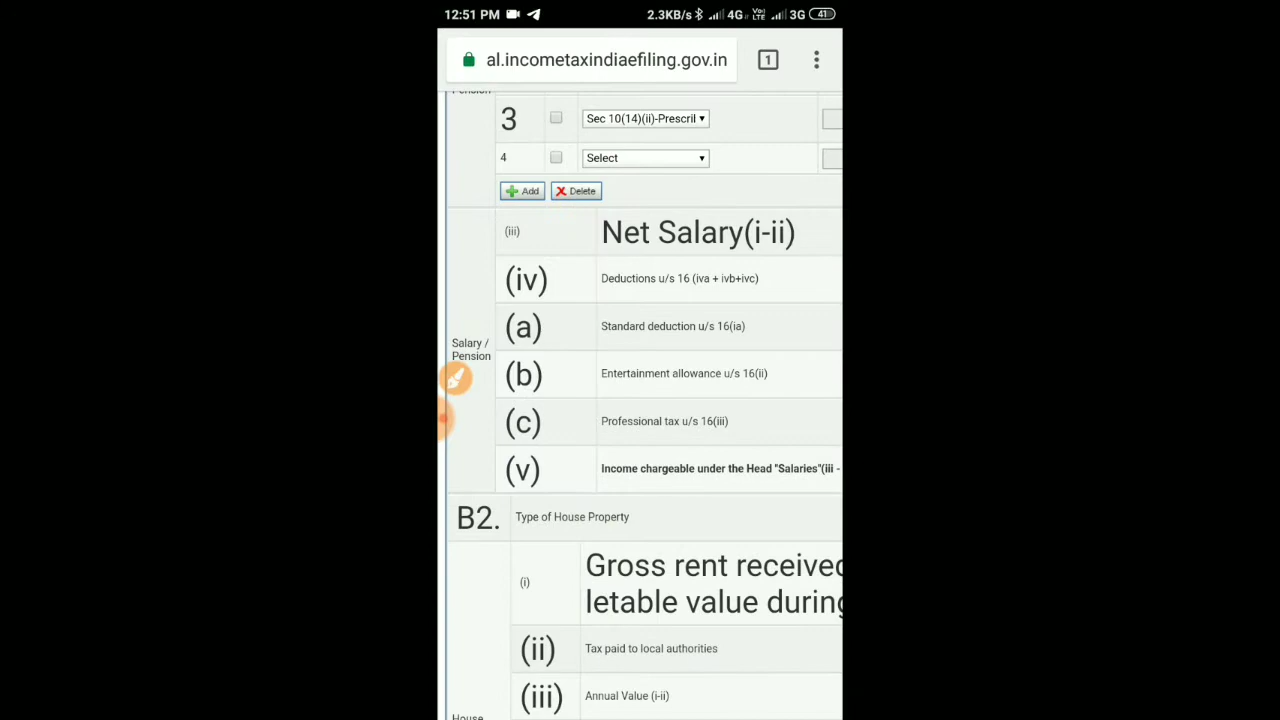 12:51 PM 2.3KB/s 4G VoLTE 3G 41
al.incometaxindiaefiling.gov.in 1
Pension
3 Sec 10(14)(ii)-Prescril
4 Select
Add Delete
(iii) Net Salary(i-ii)
(iv) Deductions u/s 16 (iva + ivb+ivc)
(a) Standard deduction u/s 16(ia)
Salary /
Pension
(b) Entertainment allowance u/s 16(ii)
(c) Professional tax u/s 16(iii)
(v) Income chargeable under the Head "Salaries"(iii -
B2. Type of House Property
(i) Gross rent received
letable value during
(ii) Tax paid to local authorities
(iii) Annual Value (i-ii)
House